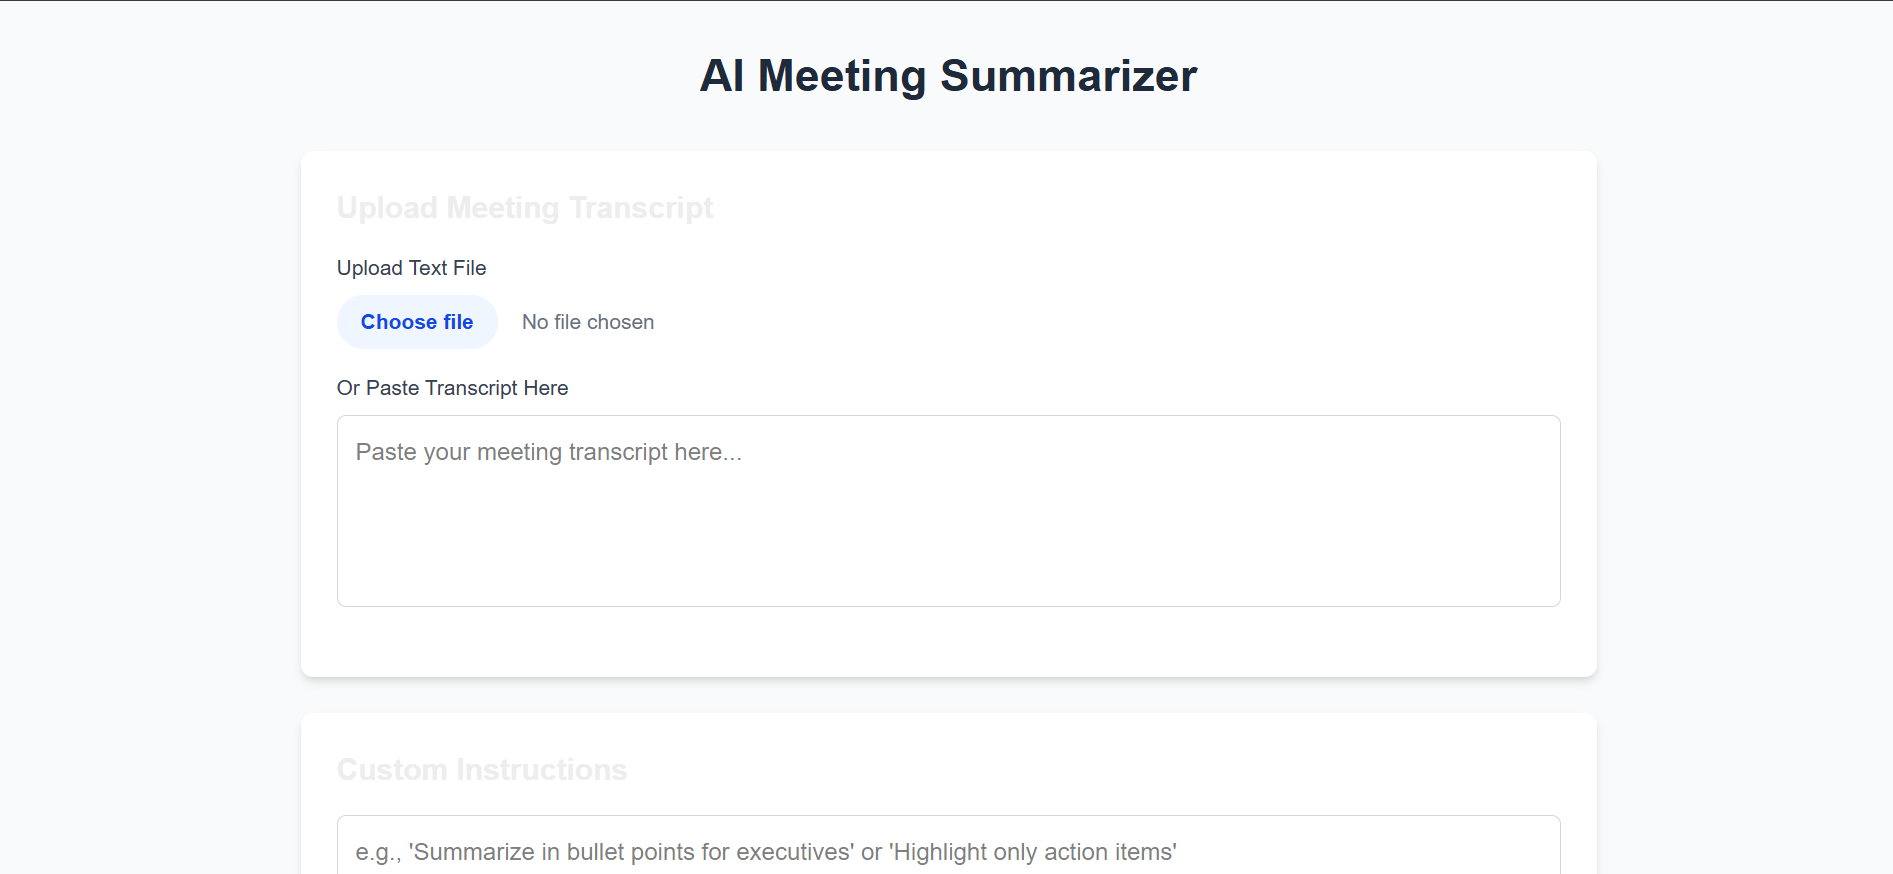 AI Meeting Summarizer
Upload Meeting Transcript
Upload Text File
Choose file No file chosen
Or Paste Transcript Here
Paste your meeting transcript here...
Custom Instructions
e.g., 'Summarize in bullet points for executives' or 'Highlight only action items'